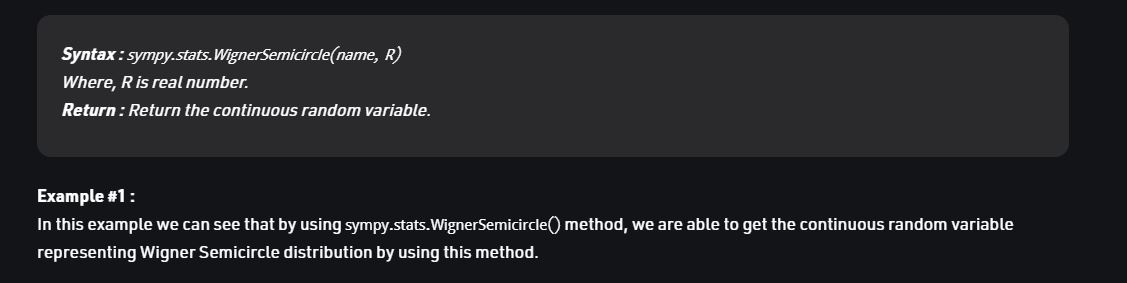 Syntax : sympy.stats.WignerSemicircle(name, R)
Where, R is real number.
Return : Return the continuous random variable.
Example #1 :
In this example we can see that by using sympy.stats.WignerSemicircle() method, we are able to get the continuous random variable
representing Wigner Semicircle distribution by using this method.